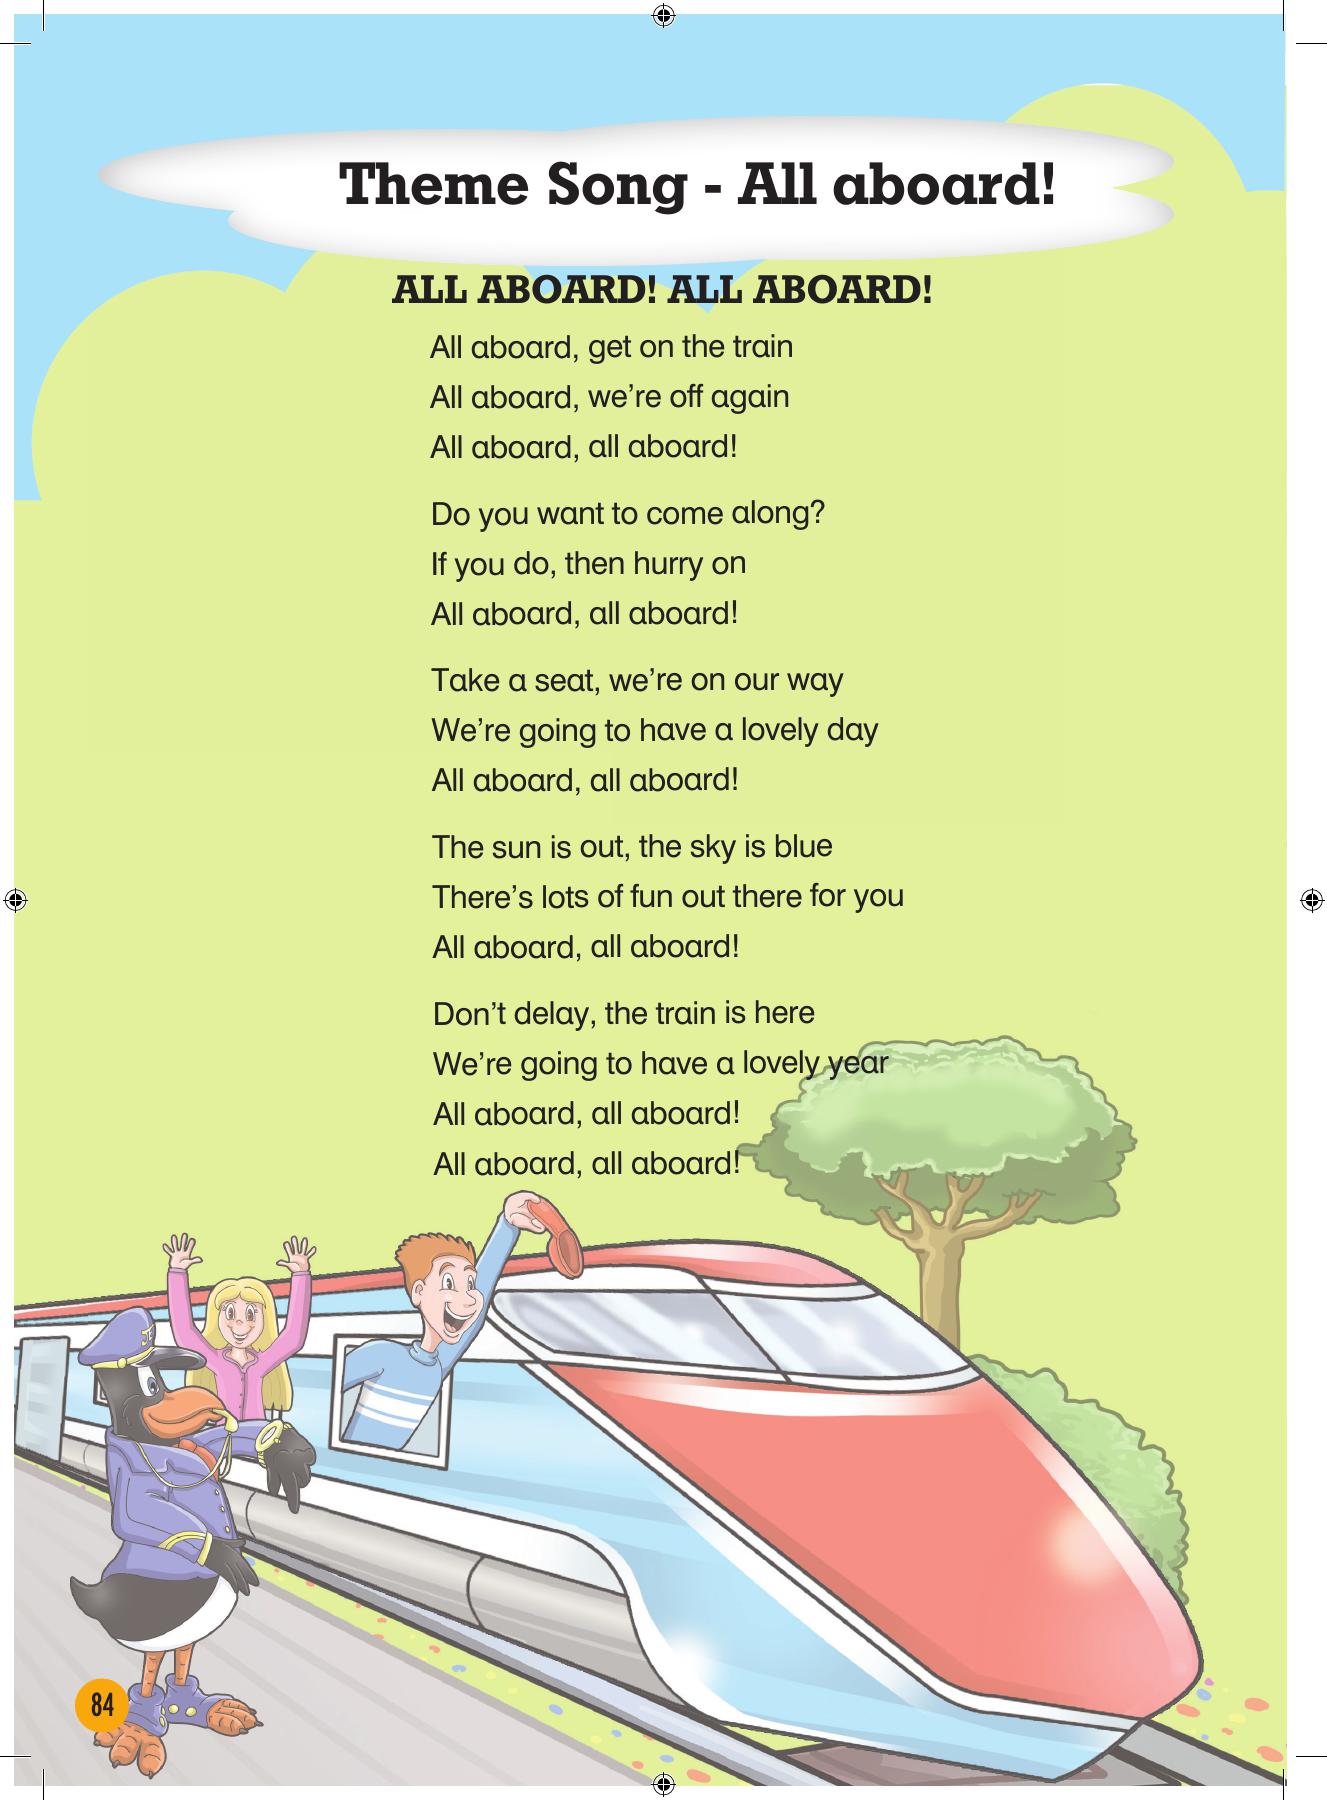 Theme Song - All aboard!
ALL ABOARD! ALL ABOARD!
All aboard, get on the train
All aboard, we’re off again
All aboard, all aboard!
Do you want to come along?
If you do, then hurry on
All aboard, all aboard!
Take a seat, we’re on our way
We’re going to have a lovely day
All aboard, all aboard!
The sun is out, the sky is blue
There’s lots of fun out there for you
All aboard, all aboard!
Don’t delay, the train is here
We’re going to have a lovely year
All aboard, all aboard!
All aboard, all aboard!
84